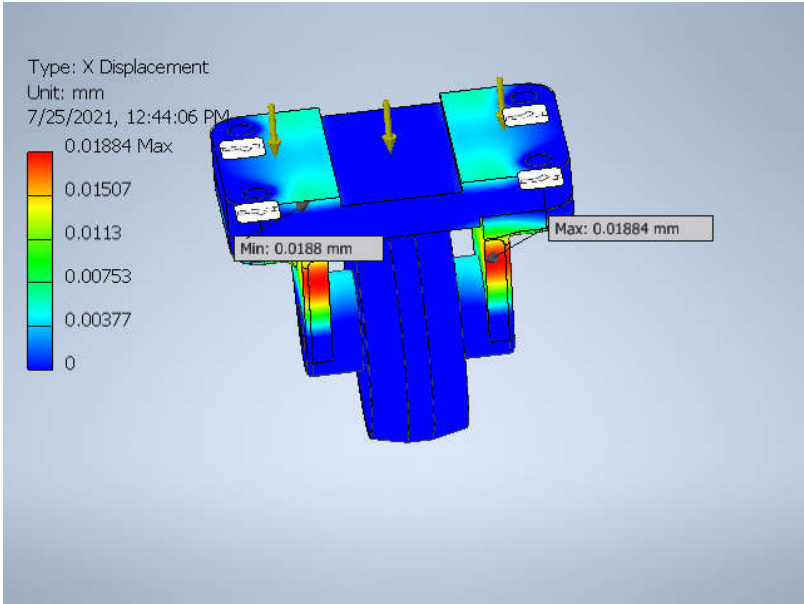 Type: X Displacement
Unit: mm
7/25/2021, 12:44:06 PM
0.01884 Max
0.01507
0.0113
0.00753
0.00377
0
Min: 0.0188 mm
Max: 0.01884 mm